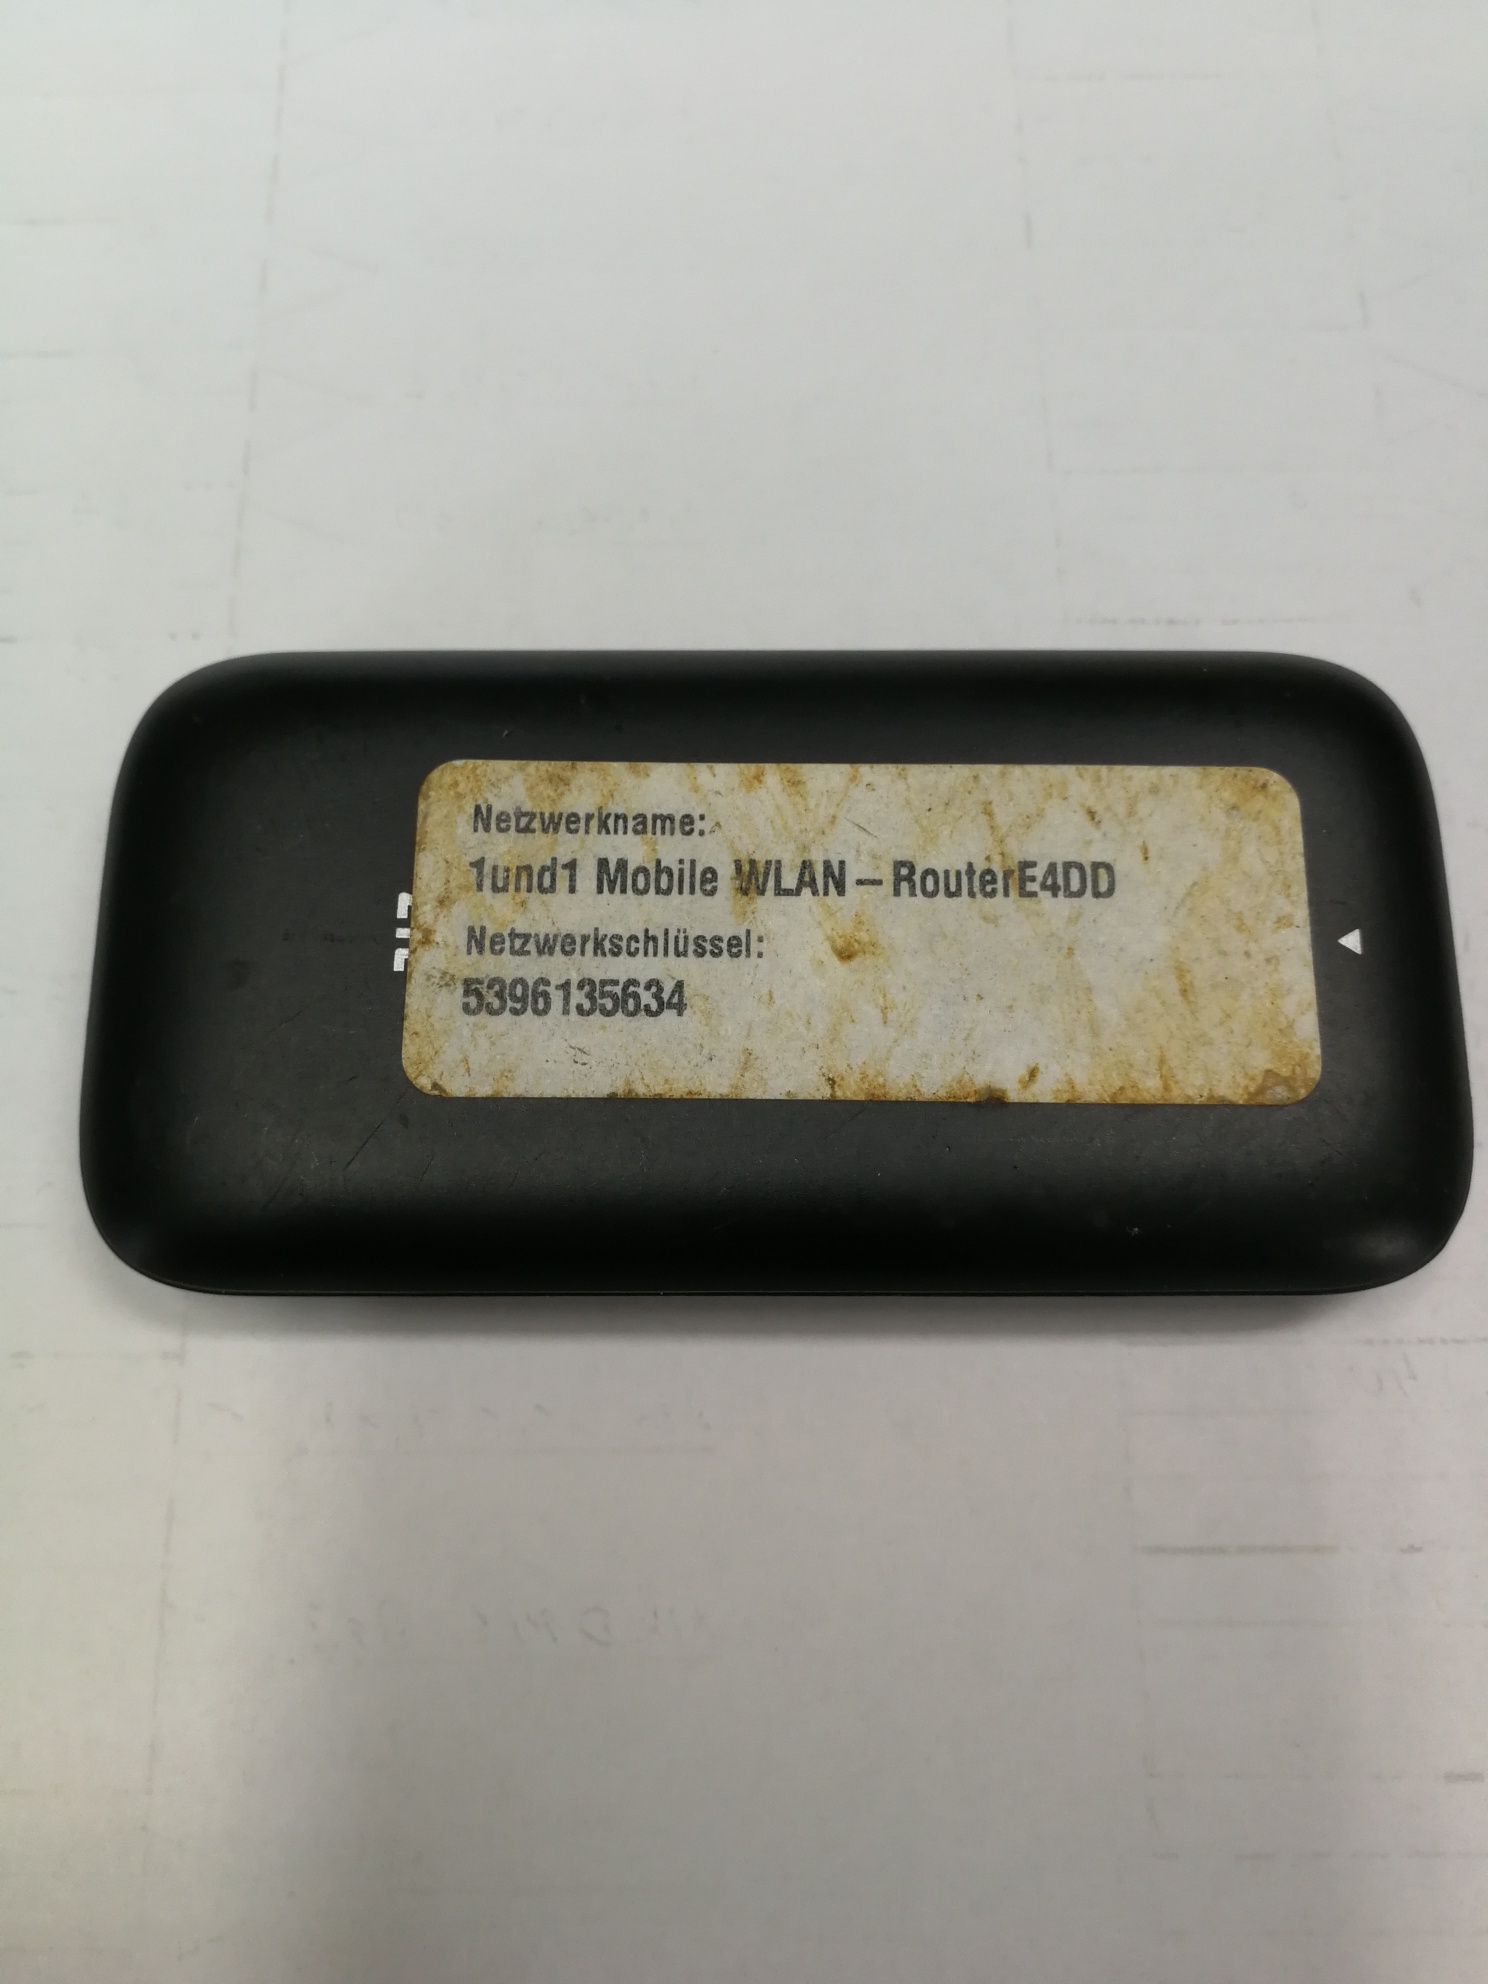 Netzwerkname:
1und1 Mobile WLAN – RouterE4DD
Netzwerkschlüssel:
5396135634